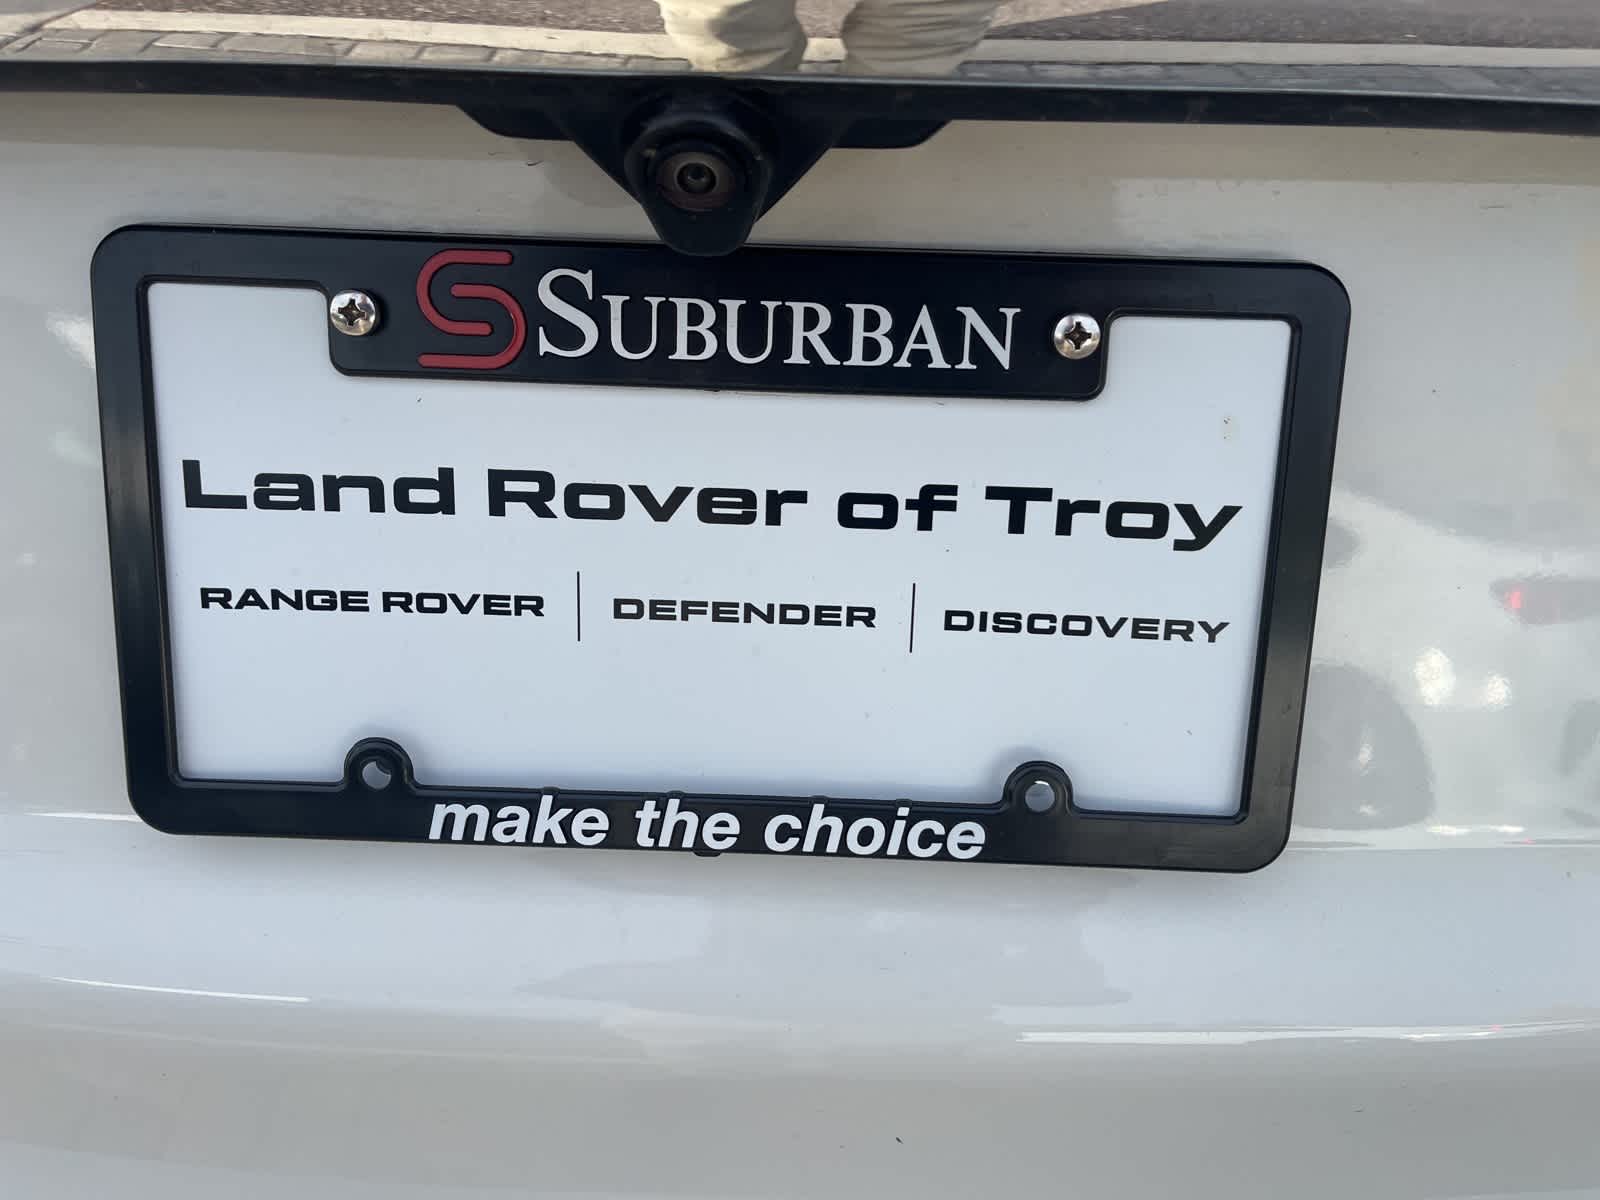 SUBURBAN
Land Rover of Troy
RANGE ROVER | DEFENDER | DISCOVERY
make the choice